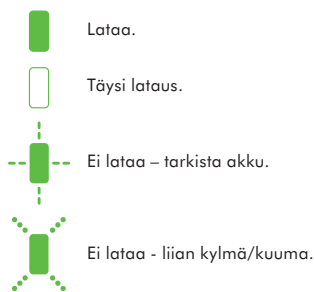 Lataa.
Täysi lataus.
Ei lataa – tarkista akku.
Ei lataa - liian kylmä/kuuma.